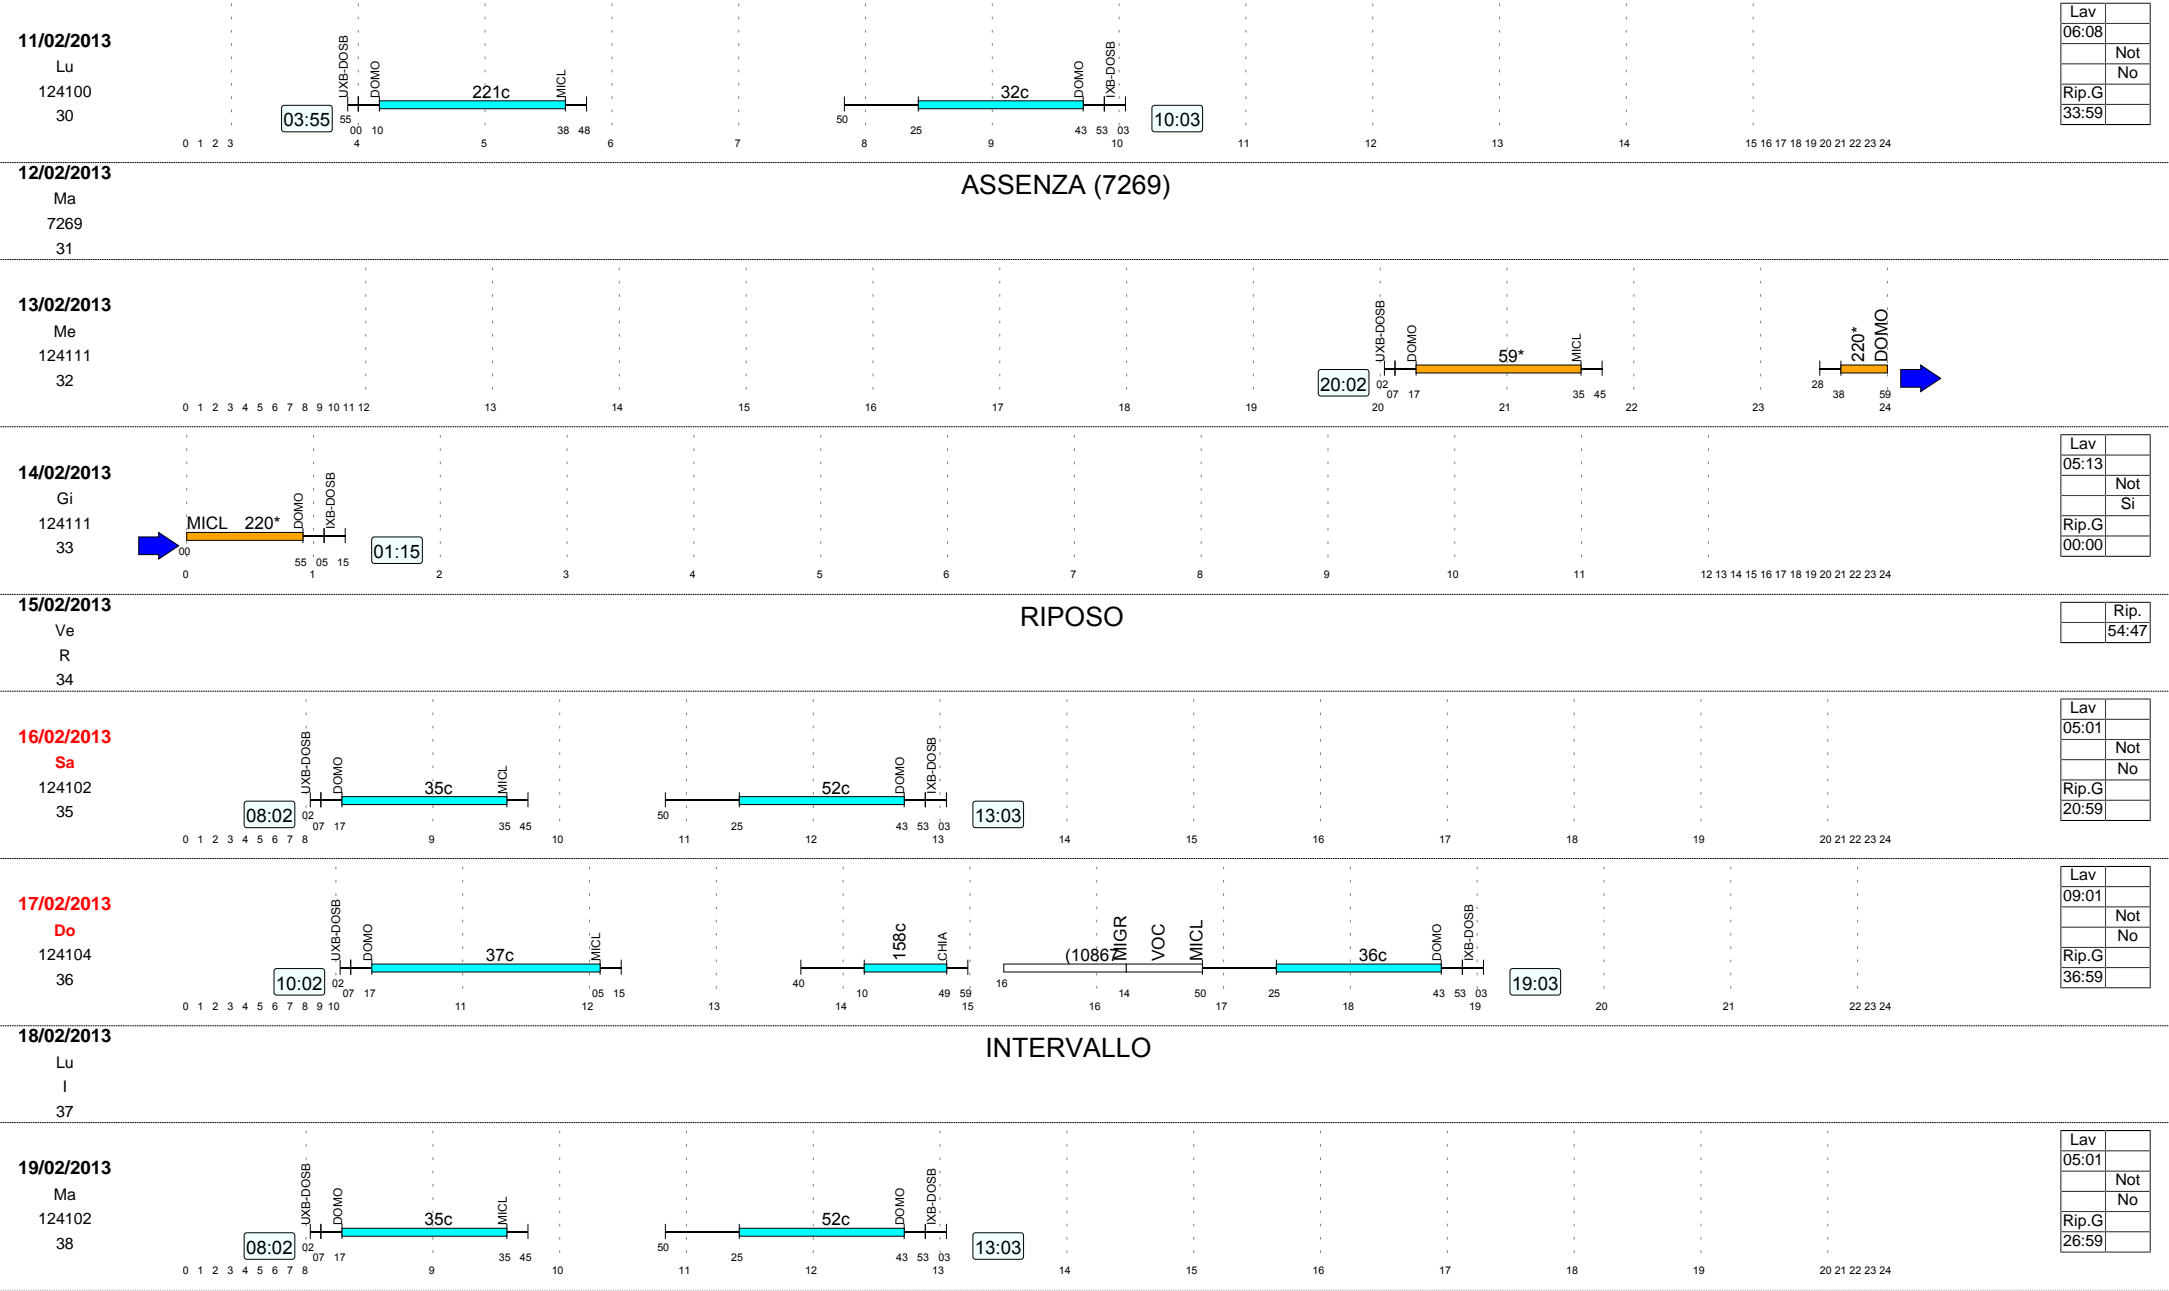 11/02/2013
Lu
124100
30
03:55
UXB-DOSB
DOMO
221c
MICL
32c
DOMO
IXB-DOSB
10:03
55 00 10 38 48 50 25 43 53 03
0 1 2 3 4 5 6 7 8 9 10 11 12 13 14 15 16 17 18 19 20 21 22 23 24
Lav
06:08
Not
No
Rip.G
33:59
12/02/2013
Ma
7269
31
ASSENZA (7269)
13/02/2013
Me
124111
32
20:02
UXB-DOSB
DOMO
59*
MICL
220*
DOMO
02 07 17 35 45 28 38 59
0 1 2 3 4 5 6 7 8 9 10 11 12 13 14 15 16 17 18 19 20 21 22 23 24
14/02/2013
Gi
124111
33
MICL 220*
DOMO
IXB-DOSB
01:15
00 55 05 15
0 1 2 3 4 5 6 7 8 9 10 11 12 13 14 15 16 17 18 19 20 21 22 23 24
Lav
05:13
Not
Si
Rip.G
00:00
15/02/2013
Ve
R
34
RIPOSO
Rip.
54:47
16/02/2013
Sa
124102
35
08:02
UXB-DOSB
DOMO
35c
MICL
52c
DOMO
IXB-DOSB
13:03
02 07 17 35 45 50 25 43 53 03
0 1 2 3 4 5 6 7 8 9 10 11 12 13 14 15 16 17 18 19 20 21 22 23 24
Lav
05:01
Not
No
Rip.G
20:59
17/02/2013
Do
124104
36
10:02
UXB-DOSB
DOMO
37c
MICL
158c
CHIA
(10867
MIGR
VOC
MICL
36c
DOMO
IXB-DOSB
19:03
02 07 17 05 15 40 10 49 59 16 14 50 25 43 53 03
0 1 2 3 4 5 6 7 8 9 10 11 12 13 14 15 16 17 18 19 20 21 22 23 24
Lav
09:01
Not
No
Rip.G
36:59
18/02/2013
Lu
I
37
INTERVALLO
19/02/2013
Ma
124102
38
08:02
UXB-DOSB
DOMO
35c
MICL
52c
DOMO
IXB-DOSB
13:03
02 07 17 35 45 50 25 43 53 03
0 1 2 3 4 5 6 7 8 9 10 11 12 13 14 15 16 17 18 19 20 21 22 23 24
Lav
05:01
Not
No
Rip.G
26:59